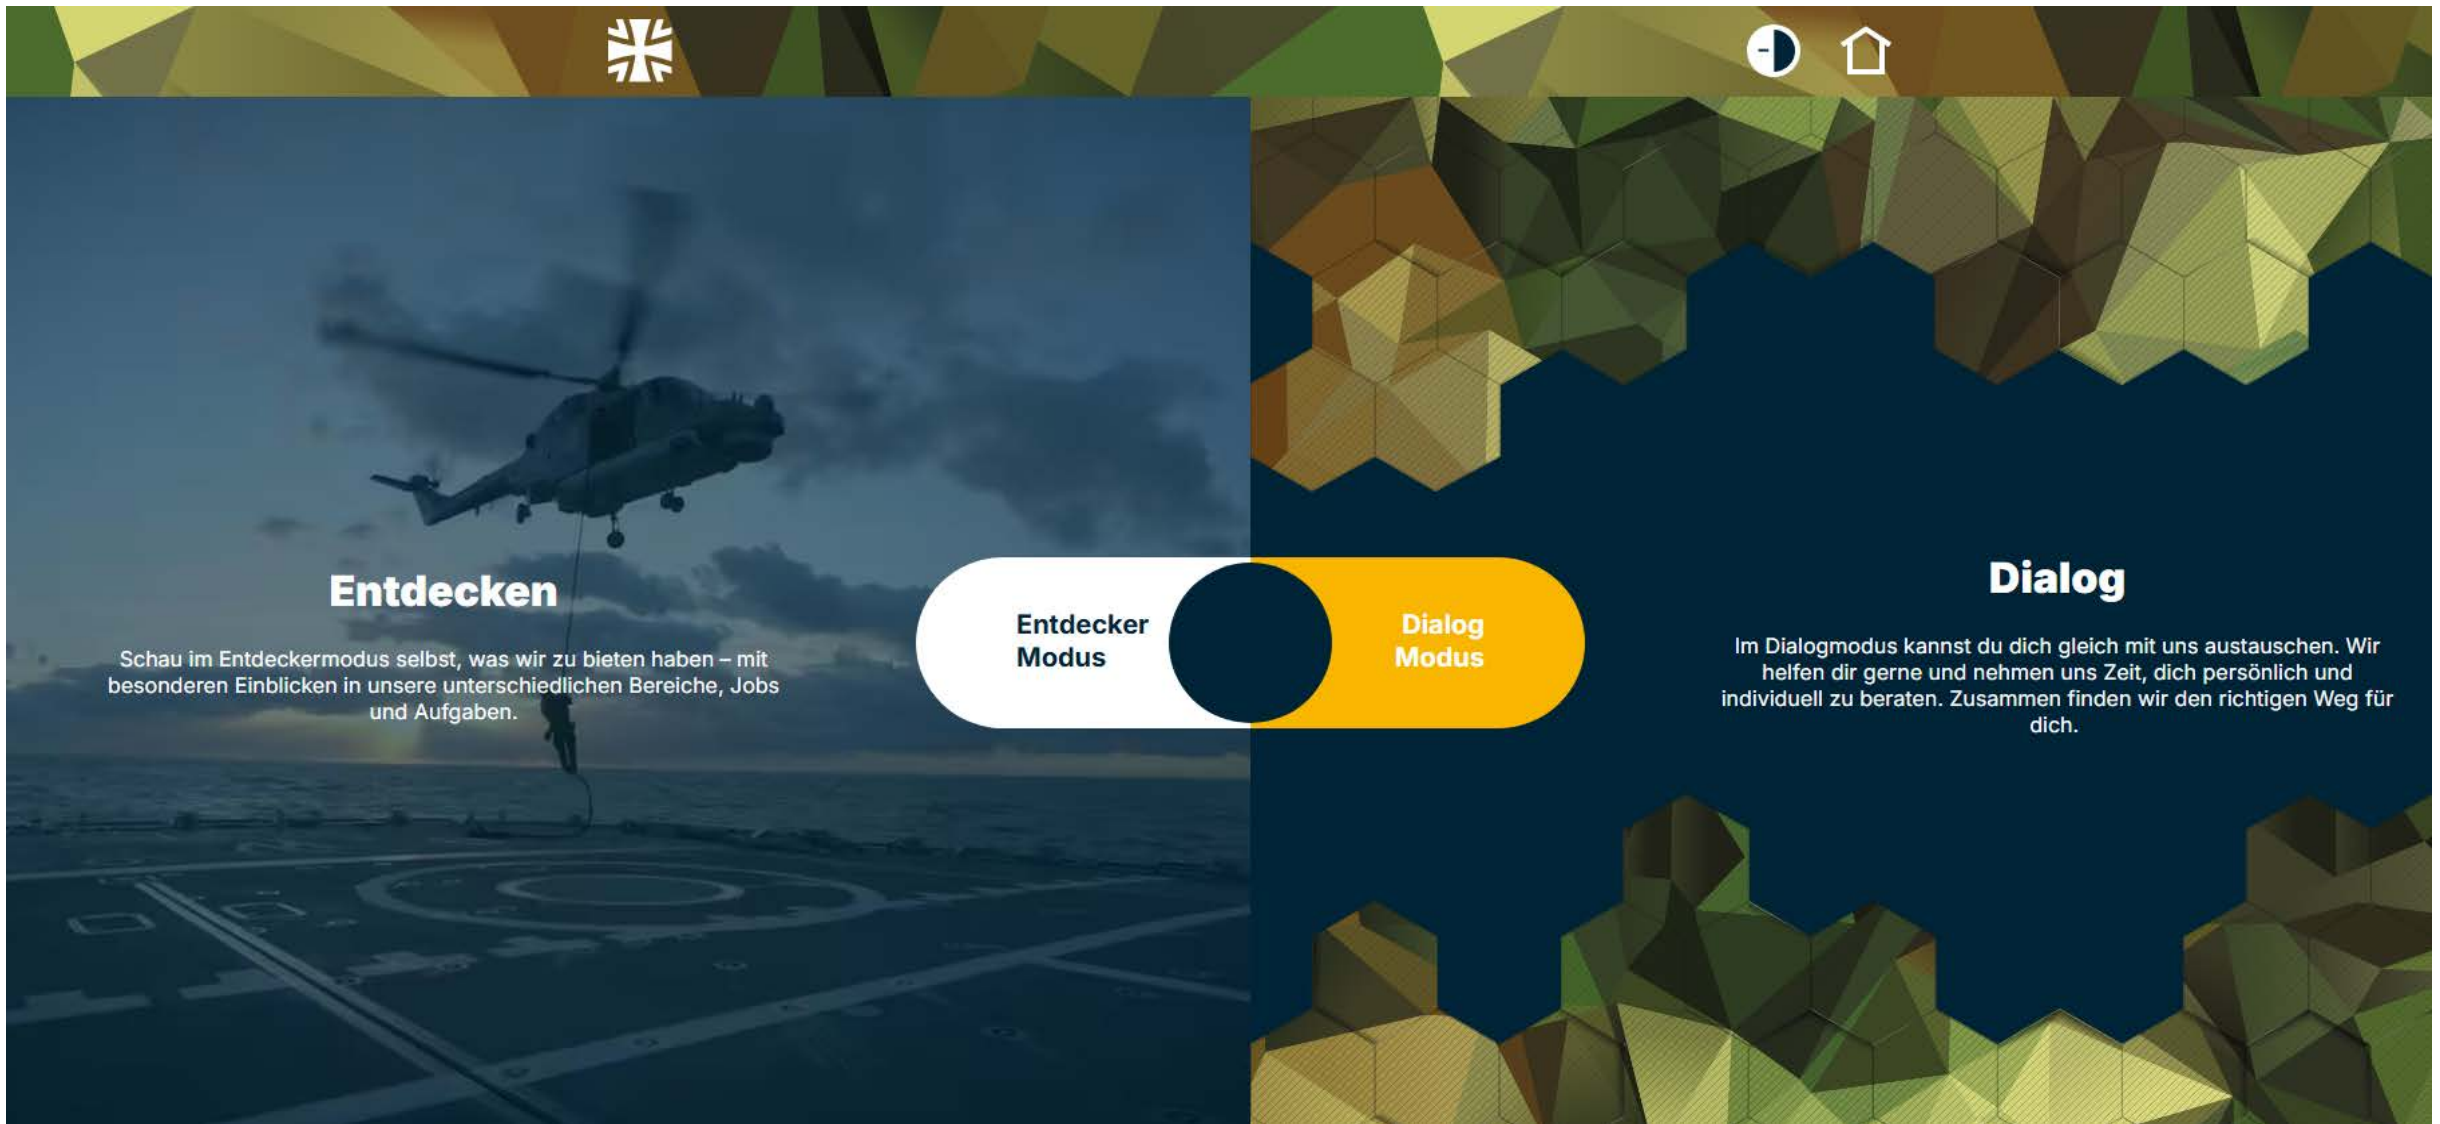 Entdecken
Schau im Entdeckermodus selbst, was wir zu bieten haben – mit
besonderen Einblicken in unsere unterschiedlichen Bereiche, Jobs
und Aufgaben.
Entdecker
Modus
Dialog
Modus
Dialog
Im Dialogmodus kannst du dich gleich mit uns austauschen. Wir
helfen dir gerne und nehmen uns Zeit, dich persönlich und
individuell zu beraten. Zusammen finden wir den richtigen Weg für
dich.